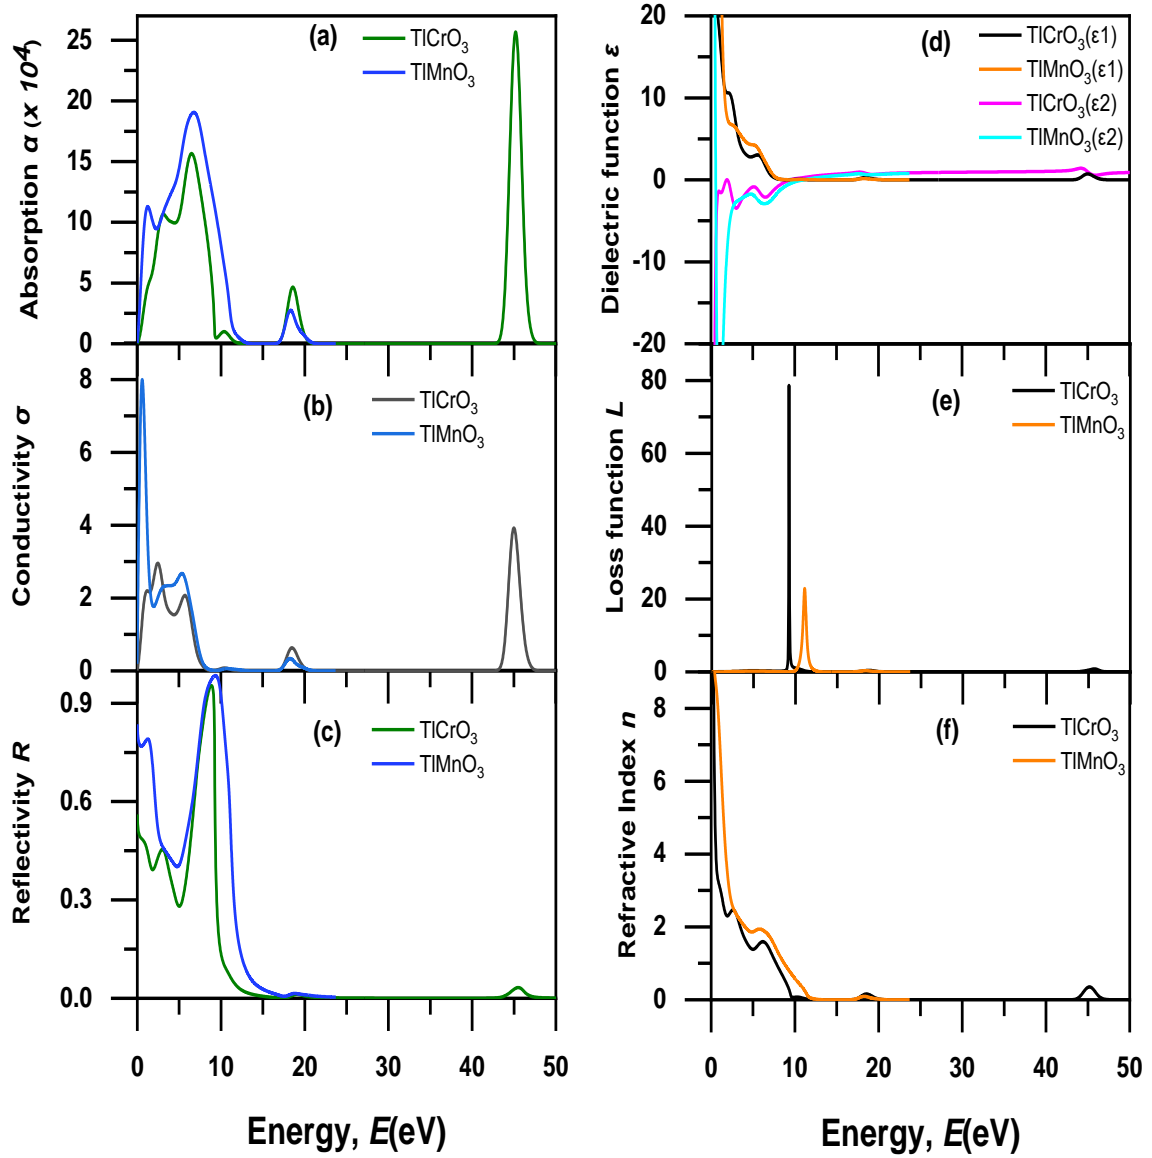 (a)
TlCrO3
TlMnO3
Absorption α (x 10⁴)
25
20
15
10
5
0
(b)
TlCrO3
TlMnO3
Conductivity σ
8
6
4
2
0
(c)
TlCrO3
TlMnO3
Reflectivity R
0.9
0.6
0.3
0.0
0 10 20 30 40 50
Energy, E(eV)
(d)
TlCrO3(ε1)
TlMnO3(ε1)
TlCrO3(ε2)
TlMnO3(ε2)
Dielectric function ε
20
10
0
-10
-20
(e)
TlCrO3
TlMnO3
Loss function L
80
60
40
20
0
(f)
TlCrO3
TlMnO3
Refractive Index n
8
6
4
2
0
0 10 20 30 40 50
Energy, E(eV)